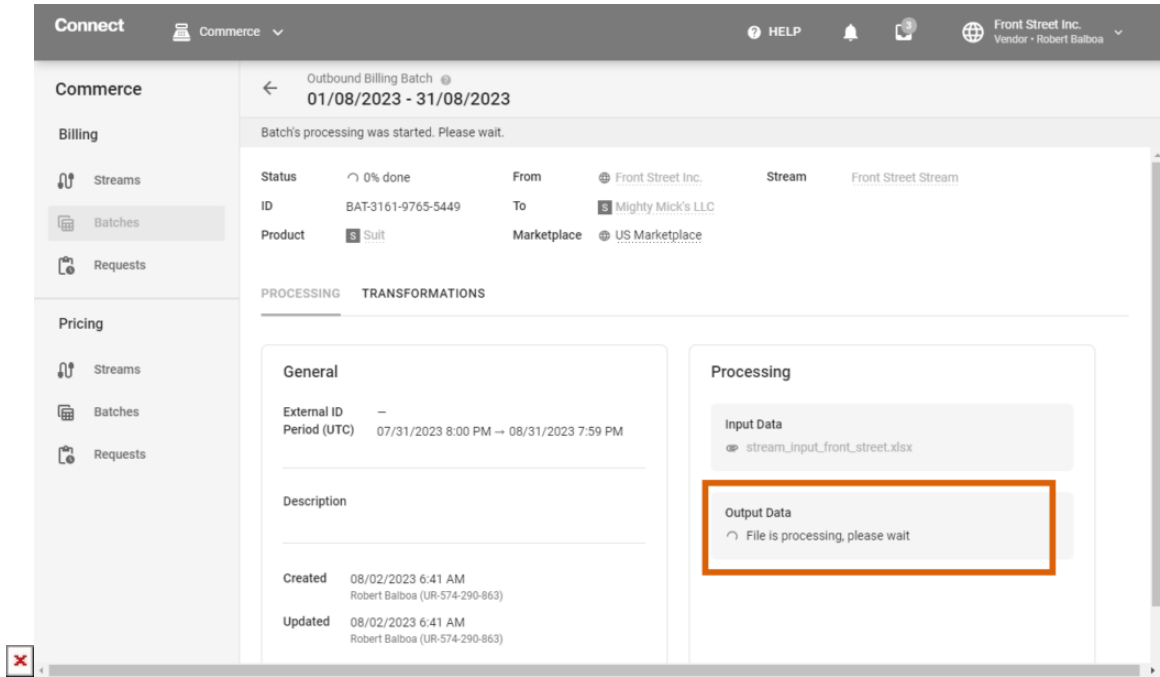 Connect
Commerce
HELP
3
Front Street Inc.
Vendor • Robert Balboa
Commerce
Billing
Streams
Batches
Requests
Pricing
Streams
Batches
Requests
Outbound Billing Batch
01/08/2023 - 31/08/2023
Batch's processing was started. Please wait.
Status 0% done From Front Street Inc. Stream Front Street Stream
ID BAT-3161-9765-5449 To S Mighty Mick's LLC
Product S Suit Marketplace US Marketplace
PROCESSING TRANSFORMATIONS
General
External ID –
Period (UTC) 07/31/2023 8:00 PM → 08/31/2023 7:59 PM
Description
Created 08/02/2023 6:41 AM
Robert Balboa (UR-574-290-863)
Updated 08/02/2023 6:41 AM
Robert Balboa (UR-574-290-863)
Processing
Input Data
stream_input_front_street.xlsx
Output Data
File is processing, please wait